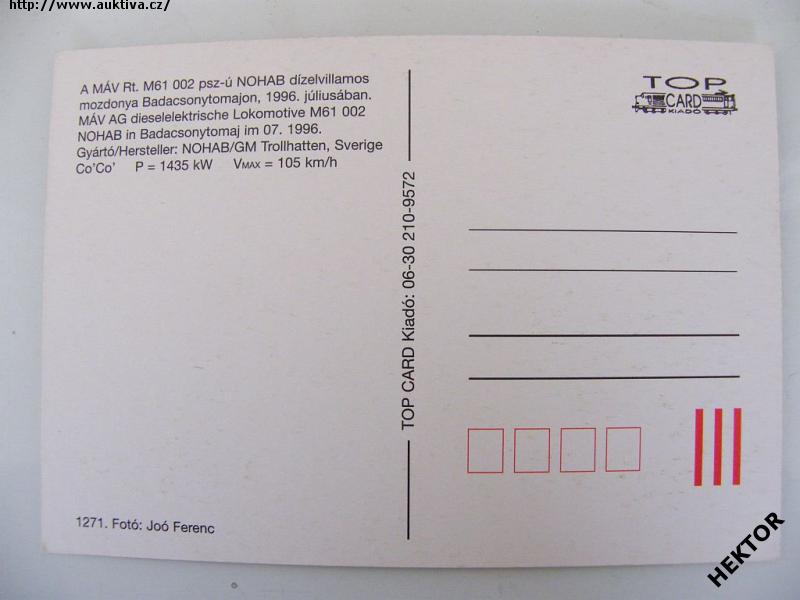 http://www.auktiva.cz/
A MÁV Rt. M61 002 psz-ú NOHAB dízelvillamos
mozdonya Badacsonytomajon, 1996. júliusában.
MÁV AG dieselelektrische Lokomotive M61 002
NOHAB in Badacsonytomaj im 07. 1996.
Gyártó/Hersteller: NOHAB/GM Trollhatten, Sverige
Co'Co' P = 1435 kW VMAX = 105 km/h
1271. Fotó: Joó Ferenc
TOP CARD Kiadó: 06-30 210-9572
TOP
CARD
KIADÓ
HEKTOR